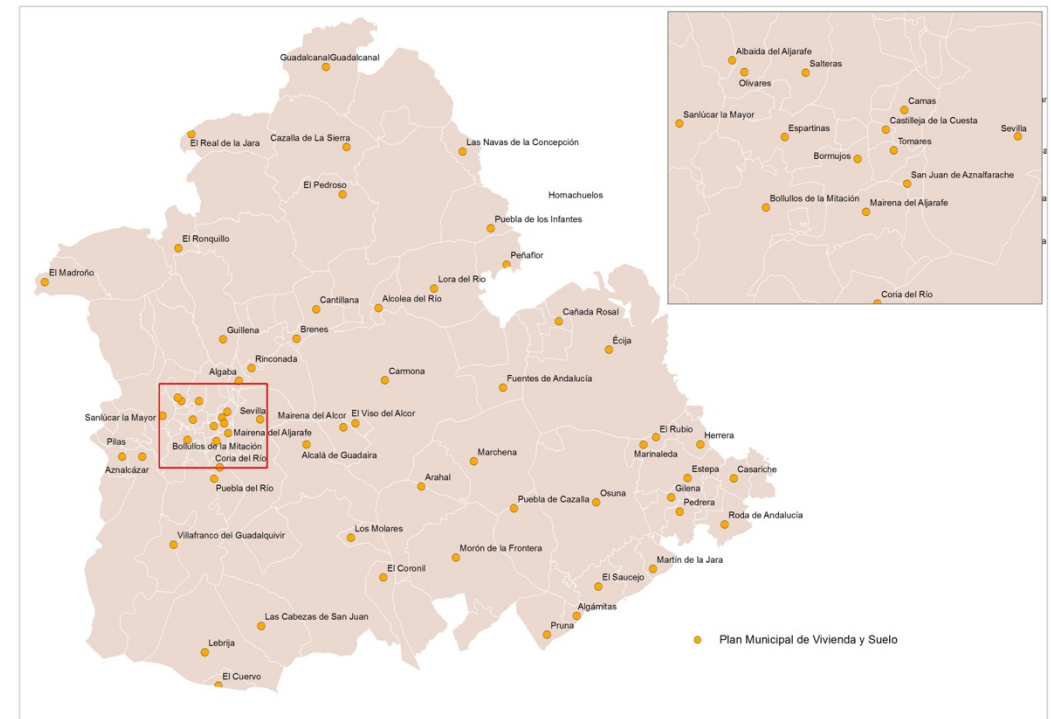 GuadalcanalGuadalcanal
El Real de la Jara
Cazalla de La Sierra
Las Navas de la Concepción
El Pedroso
Hornachuelos
Puebla de los Infantes
El Ronquillo
Peñaflor
El Madroño
Lora del Rio
Cantillana
Alcolea del Río
Cañada Rosal
Guillena
Brenes
Écija
Rinconada
Algaba
Carmona
Fuentes de Andalucía
Sanlúcar la Mayor
Sevilla
Mairena del Alcor
El Viso del Alcor
Mairena del Aljarafe
Pilas
Bollullos de la Mitación
Alcalá de Guadaira
Aznalcázar
Coria del Río
Puebla del Río
El Rubio
Herrera
Marinaleda
Marchena
Estepa
Casariche
Arahal
Gilena
Puebla de Cazalla
Osuna
Pedrera
Roda de Andalucía
Villafranco del Guadalquivir
Los Molares
Morón de la Frontera
Martín de la Jara
El Coronil
El Saucejo
Algámitas
Las Cabezas de San Juan
Pruna
Lebrija
El Cuervo
Albaida del Aljarafe
Salteras
Olivares
Camas
Sanlúcar la Mayor
Castilleja de la Cuesta
Espartinas
Sevilla
Tomares
Bormujos
San Juan de Aznalfarache
Bollullos de la Mitación
Mairena del Aljarafe
Coria del Río
Plan Municipal de Vivienda y Suelo